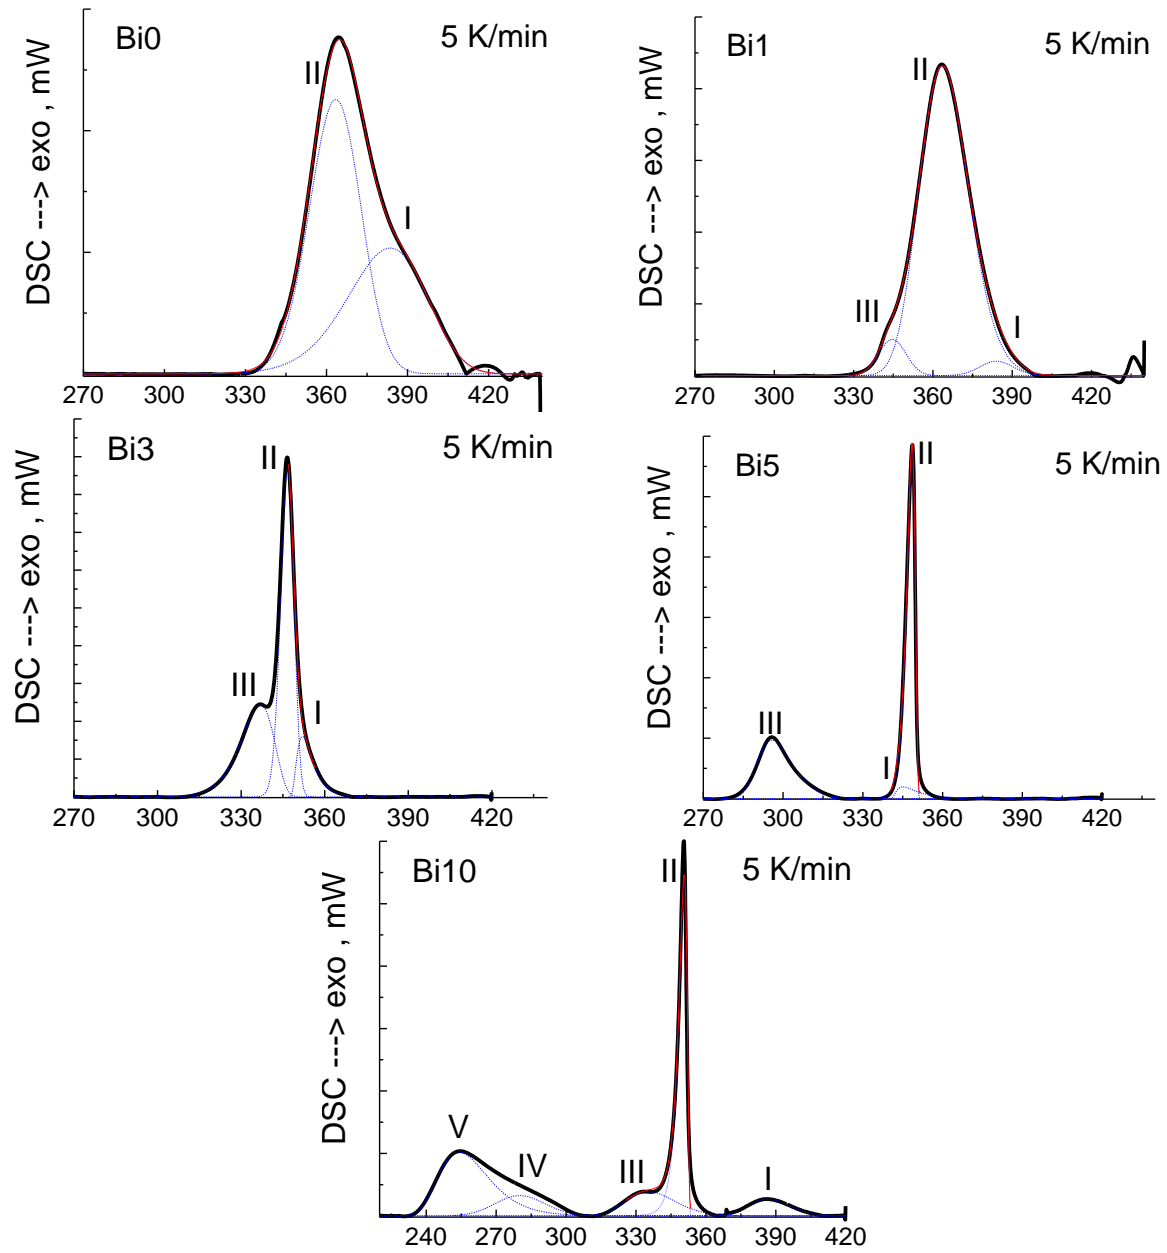 Bi0
5 K/min
II
I
DSC ---> exo , mW
270 300 330 360 390 420
Bi1
5 K/min
II
III
I
DSC ---> exo , mW
270 300 330 360 390 420
Bi3
5 K/min
II
III
I
DSC ---> exo , mW
270 300 330 360 390 420
Bi5
5 K/min
II
III
I
DSC ---> exo , mW
270 300 330 360 390 420
Bi10
5 K/min
II
V
IV
III
I
DSC ---> exo , mW
240 270 300 330 360 390 420